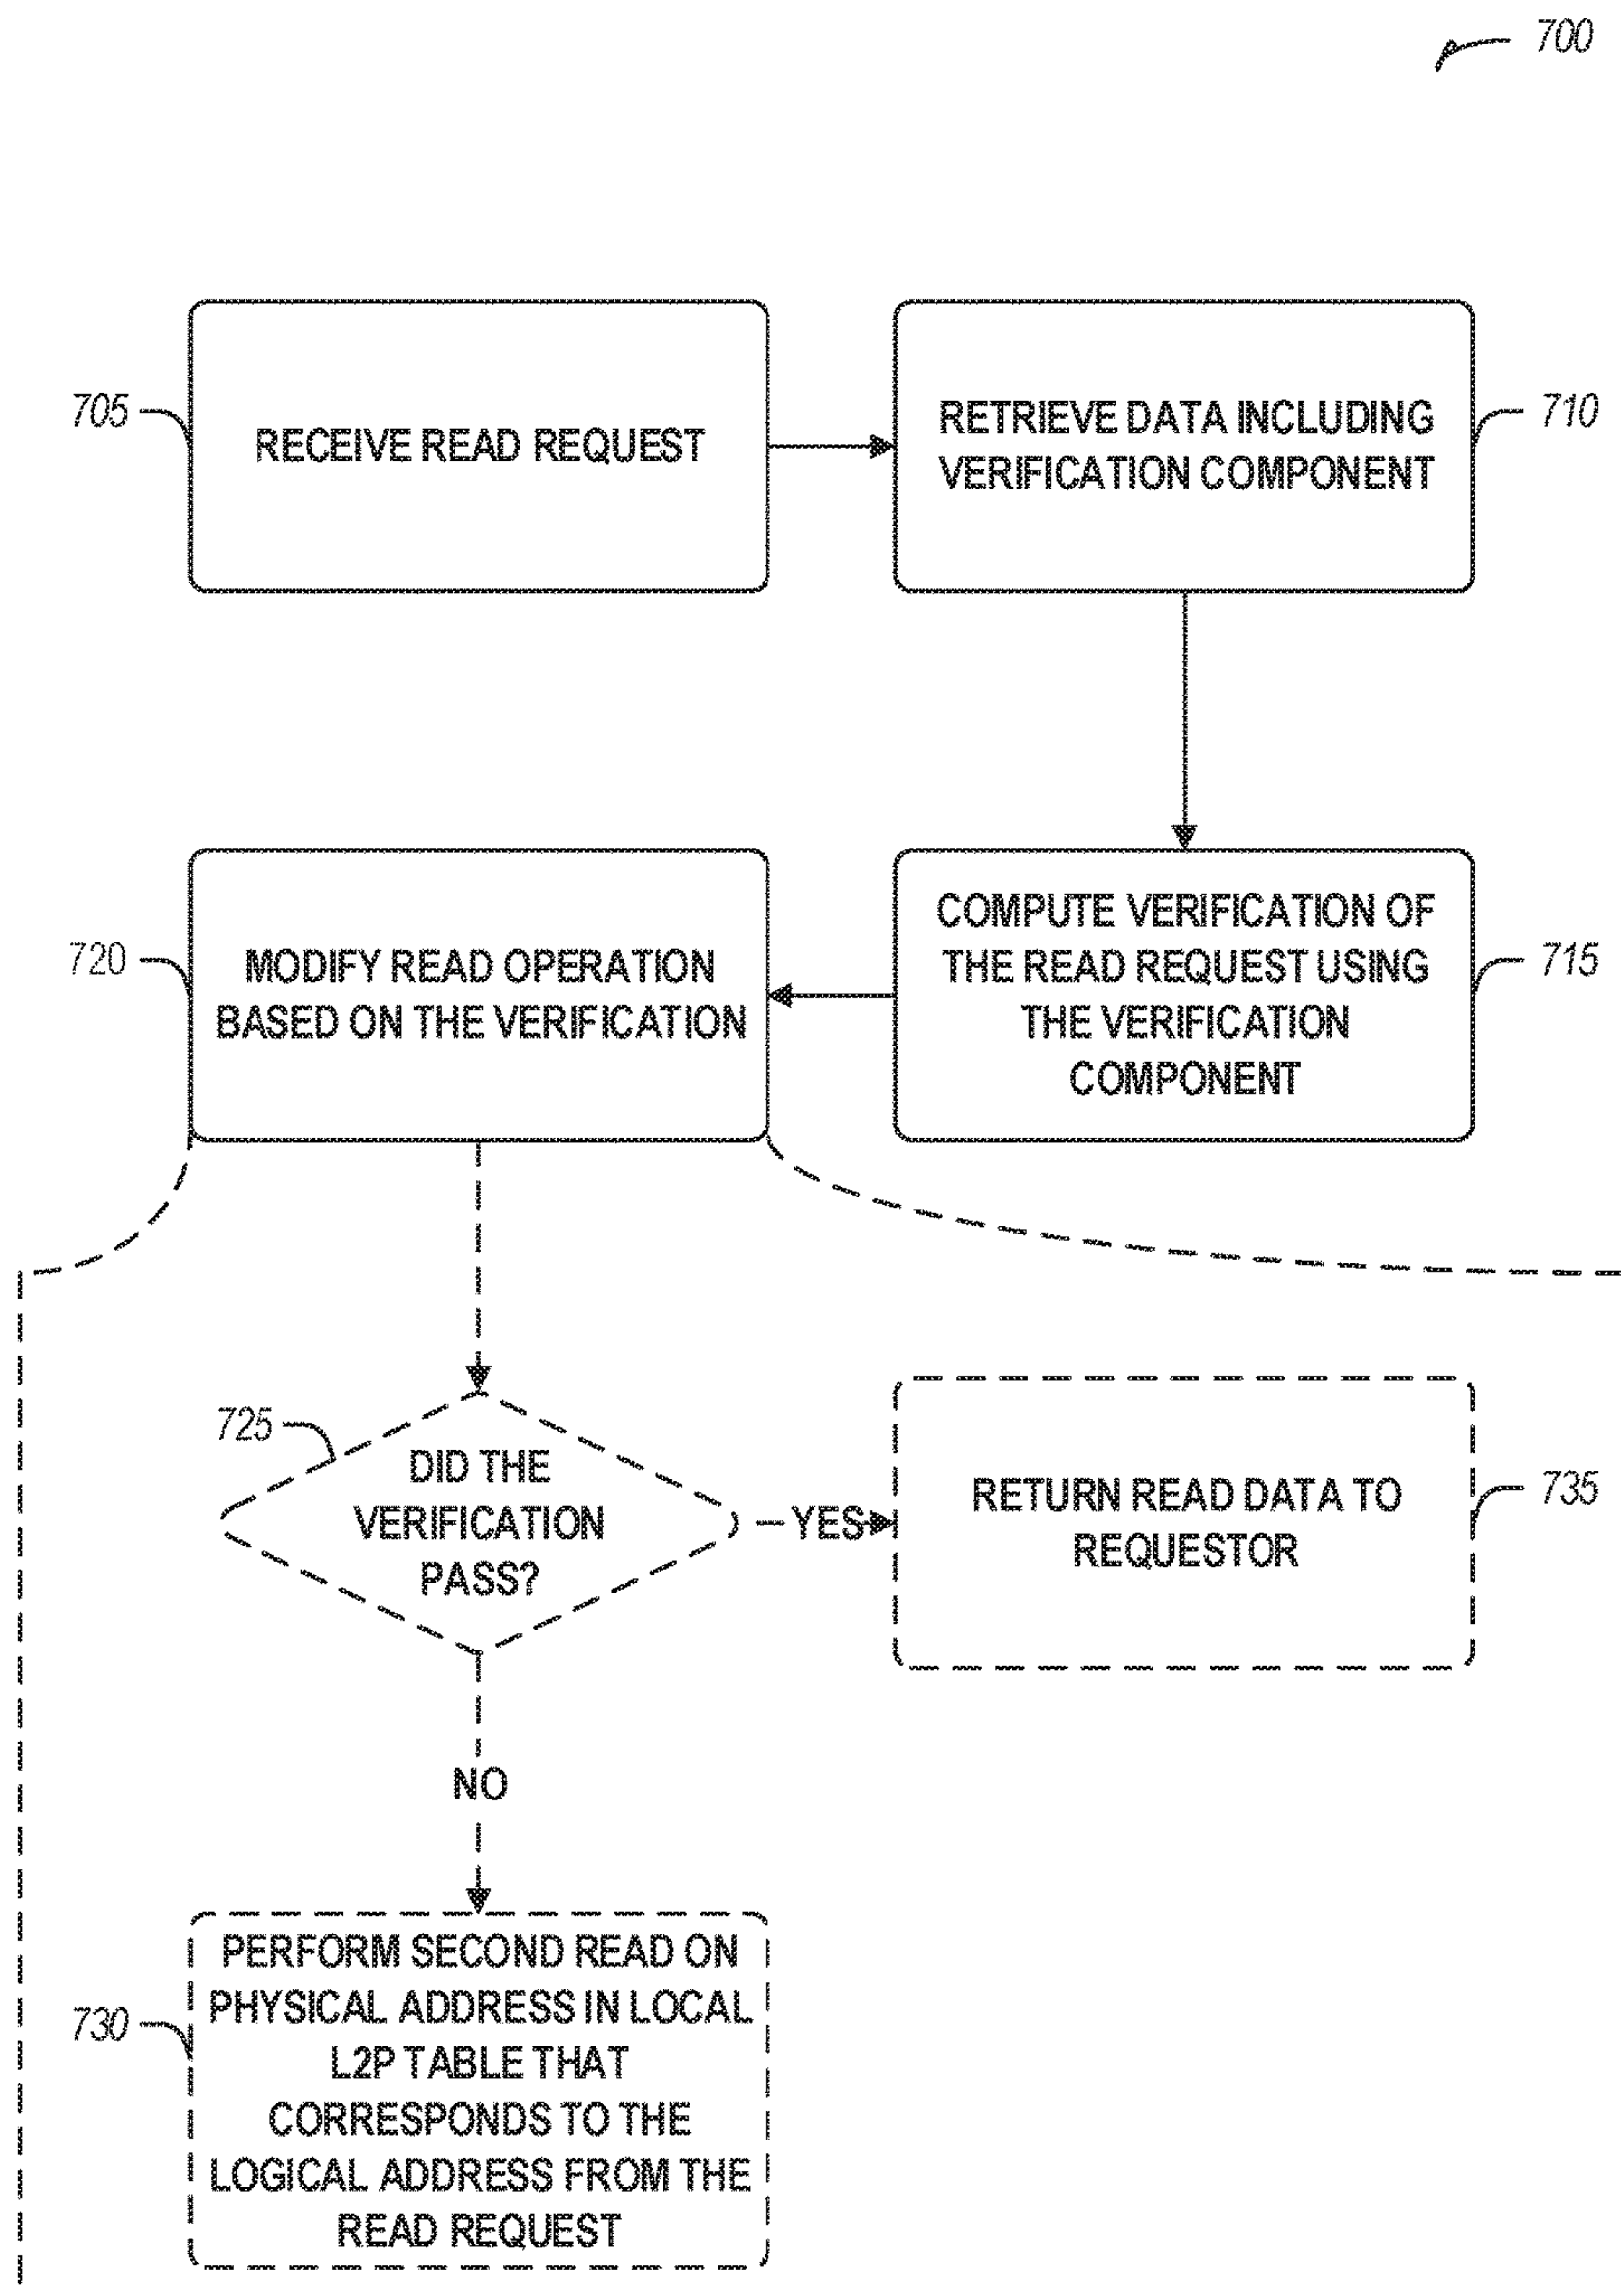 700
705
RECEIVE READ REQUEST
RETRIEVE DATA INCLUDING
VERIFICATION COMPONENT
710
720
MODIFY READ OPERATION
BASED ON THE VERIFICATION
COMPUTE VERIFICATION OF
THE READ REQUEST USING
THE VERIFICATION
COMPONENT
715
725
DID THE
VERIFICATION
PASS?
YES
RETURN READ DATA TO
REQUESTOR
735
NO
730
PERFORM SECOND READ ON
PHYSICAL ADDRESS IN LOCAL
L2P TABLE THAT
CORRESPONDS TO THE
LOGICAL ADDRESS FROM THE
READ REQUEST